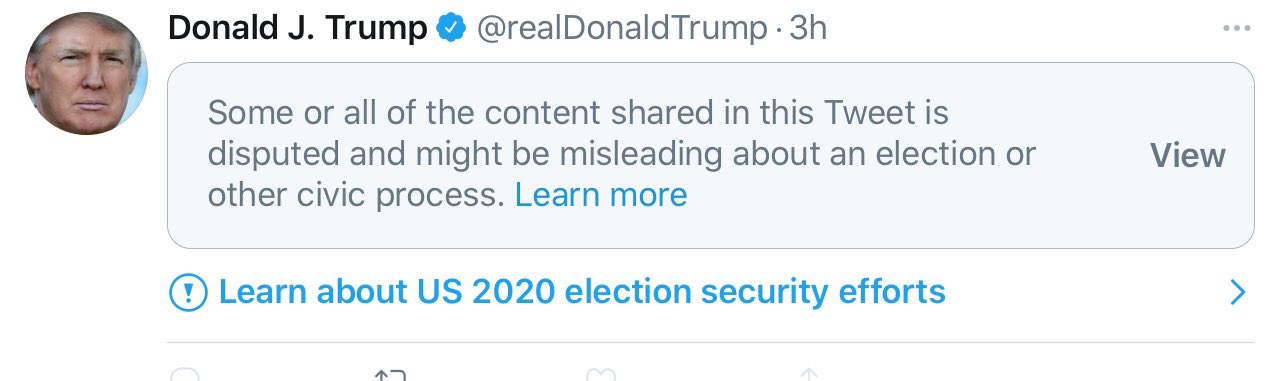 Donald J. Trump @realDonaldTrump · 3h
Some or all of the content shared in this Tweet is
disputed and might be misleading about an election or
other civic process. Learn more
View
Learn about US 2020 election security efforts